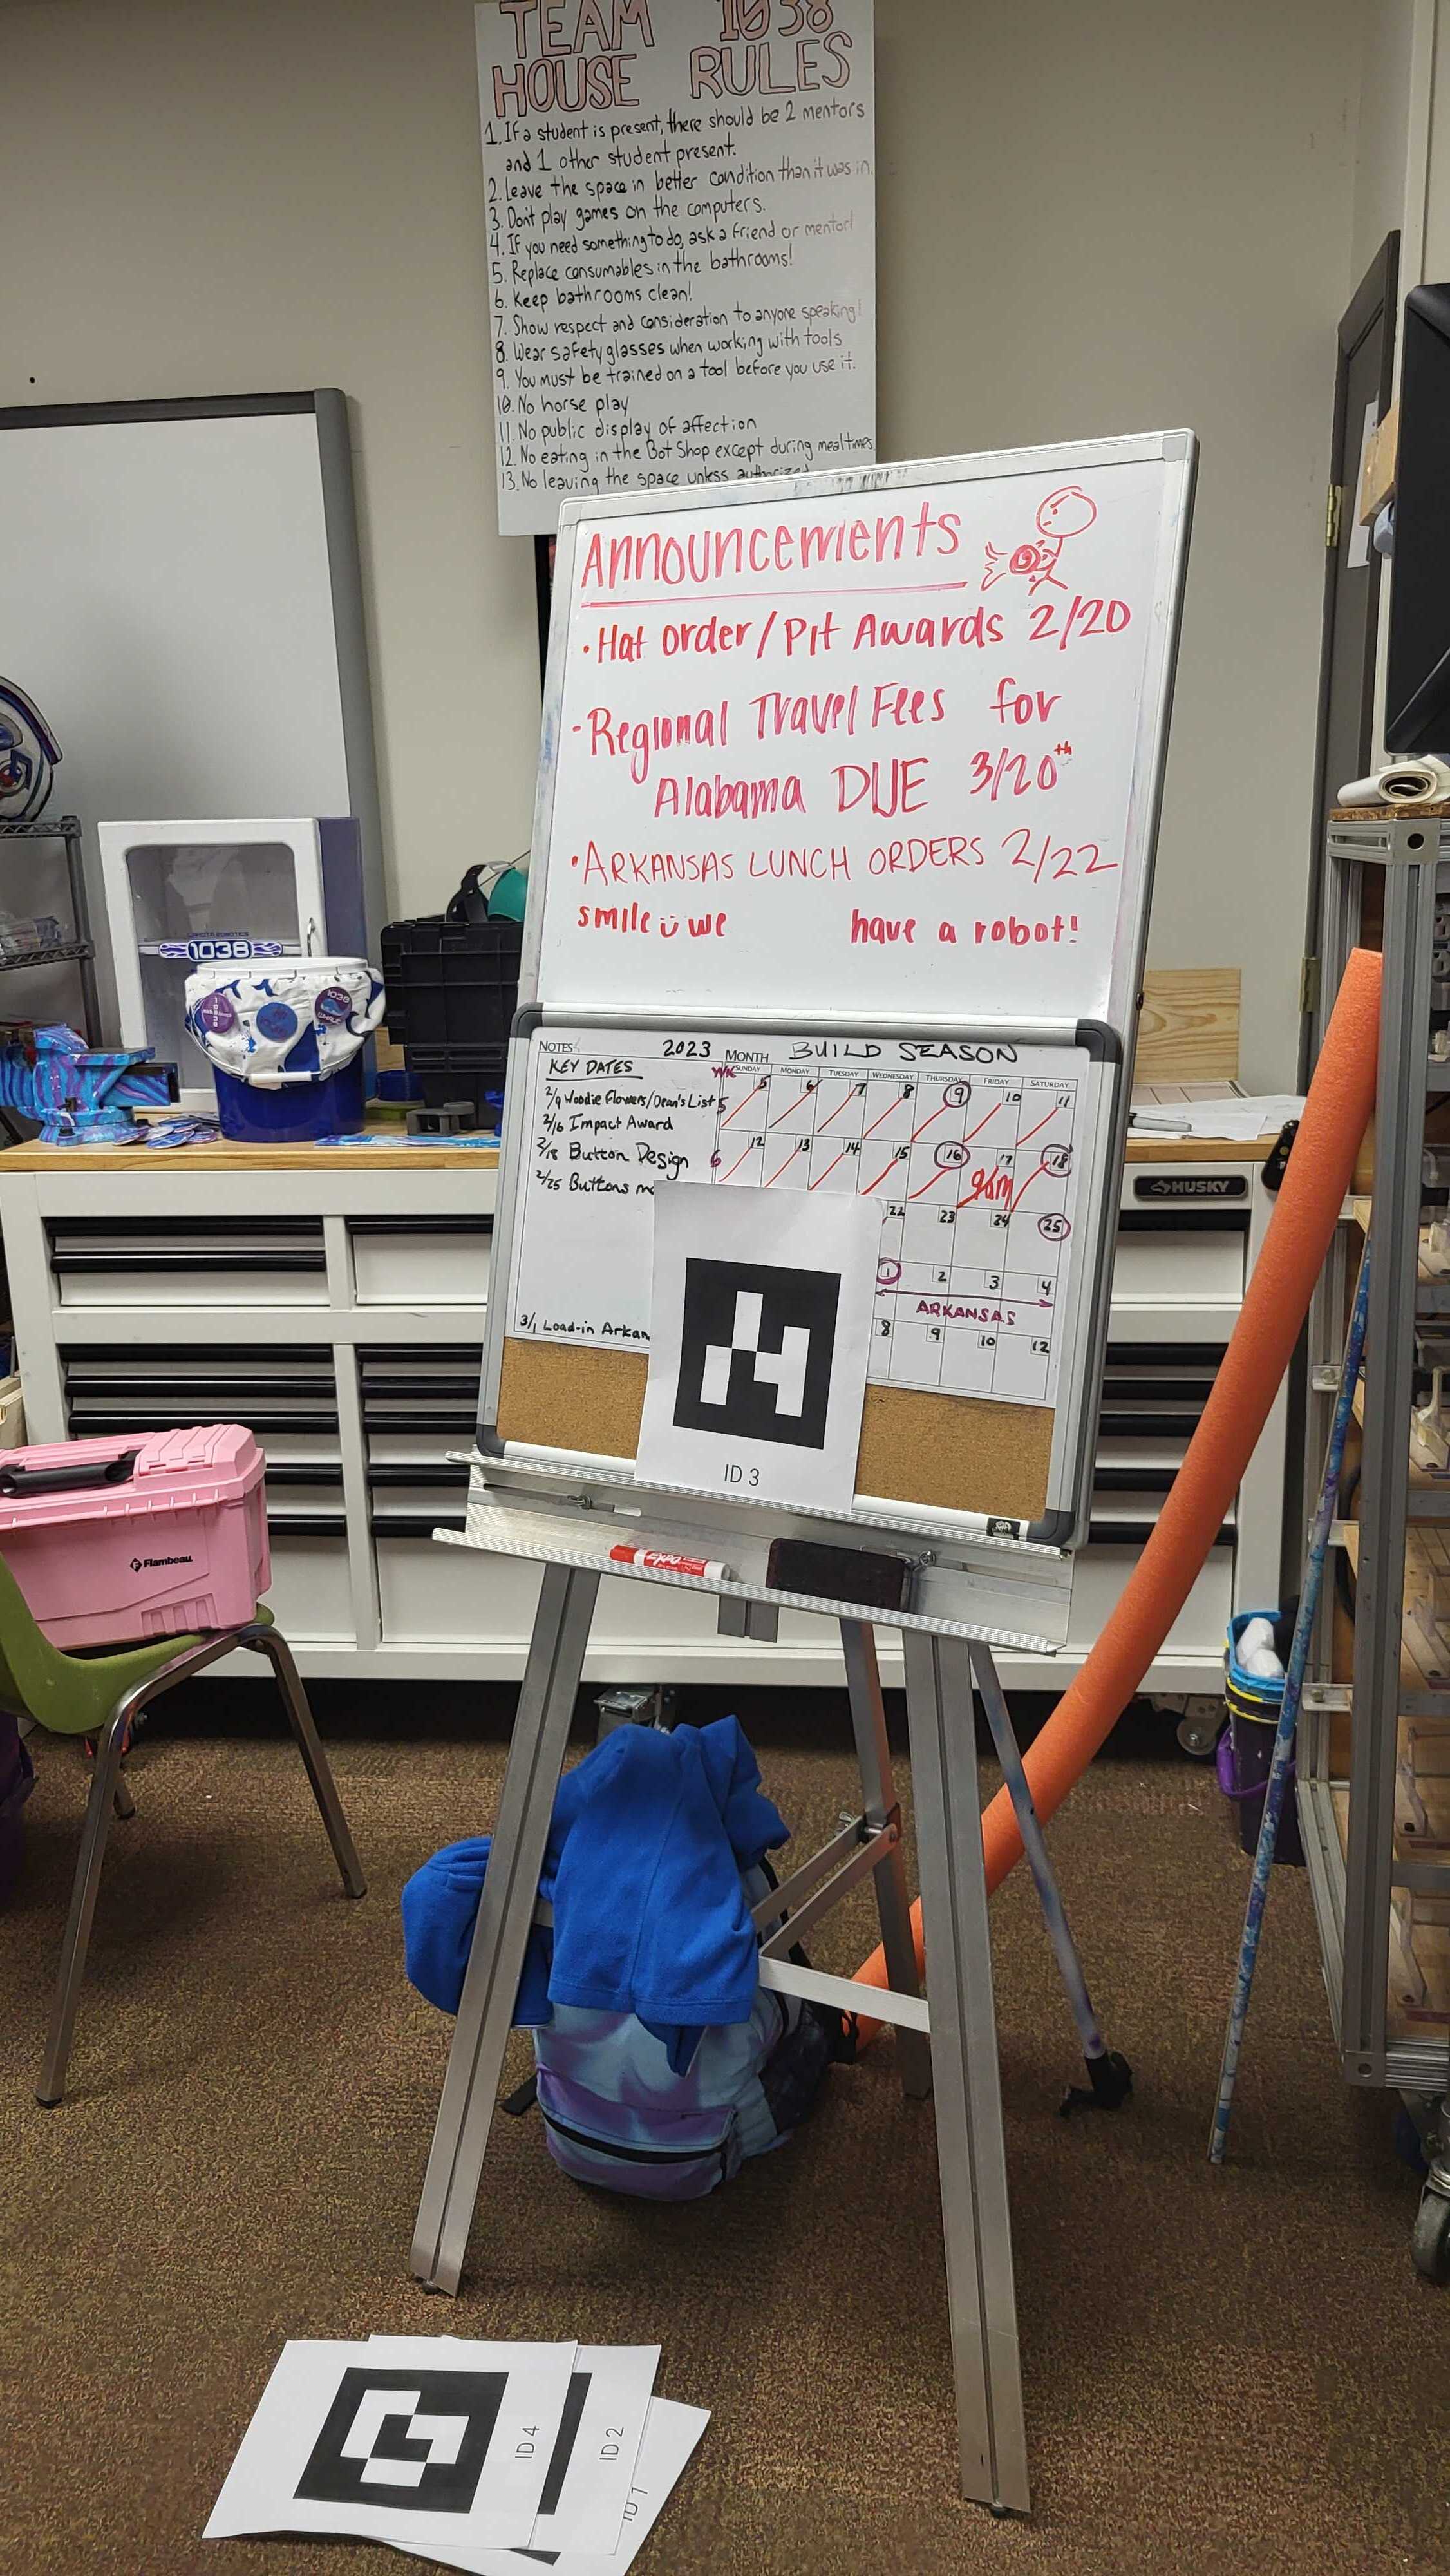 TEAM 1038
HOUSE RULES
1. If a student is present, there should be 2 mentors
and 1 other student present.
2. Leave the space in better condition than it was in.
3. Don't play games on the computers.
4. If you need something to do, ask a friend or mentor!
5. Replace consumables in the bathrooms!
6. Keep bathrooms clean!
7. Show respect and consideration to anyone speaking!
8. Wear safety glasses when working with tools
9. You must be trained on a tool before you use it.
10. No horse play
11. No public display of affection
12. No eating in the Bot Shop except during mealtimes.
13. No leaving the space unless authorized
Announcements
• Hat Order/Pit Awards 2/20
- Regional Travel Fees for
Alabama DUE 3/20th
• ARKANSAS LUNCH ORDERS 2/22
smile we have a robot!
LAKOTA ROBOTICS
1038
1038
NOTES: 2023 MONTH BUILD SEASON
KEY DATES
WK SUNDAY MONDAY TUESDAY WEDNESDAY THURSDAY FRIDAY SATURDAY
2/9 Woodie Flowers/Dean's List
2/16 Impact Award
2/18 Button Design
2/25 Buttons
3/1 Load-in Arkan
5 5 6 7 8 9 10 11
6 12 13 14 15 16 17 18
9am
22 23 24 25
1 2 3 4
ARKANSAS
8 9 10 12
HUSKY
ID 3
EXPO
Flambeau
ID 4
ID 2
ID 1